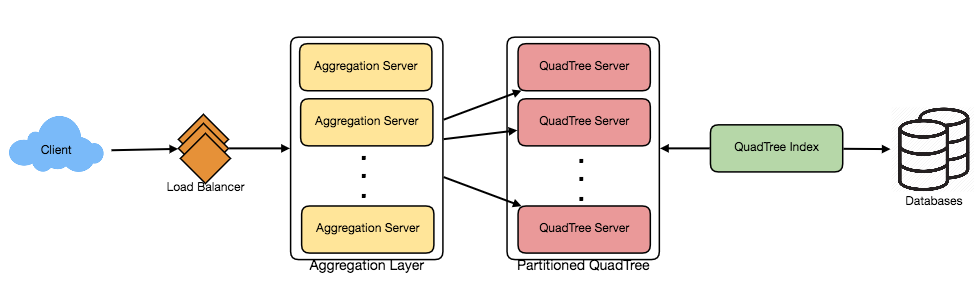 Client
Load Balancer
Aggregation Server
Aggregation Server
Aggregation Server
Aggregation Layer
QuadTree Server
QuadTree Server
QuadTree Server
Partitioned QuadTree
QuadTree Index
Databases